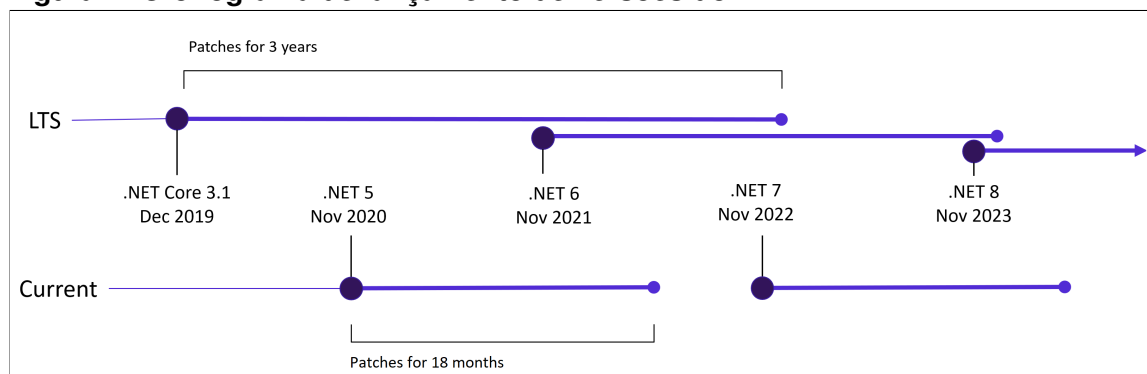 Patches for 3 years
LTS
.NET Core 3.1
Dec 2019
.NET 5
Nov 2020
.NET 6
Nov 2021
.NET 7
Nov 2022
.NET 8
Nov 2023
Current
Patches for 18 months